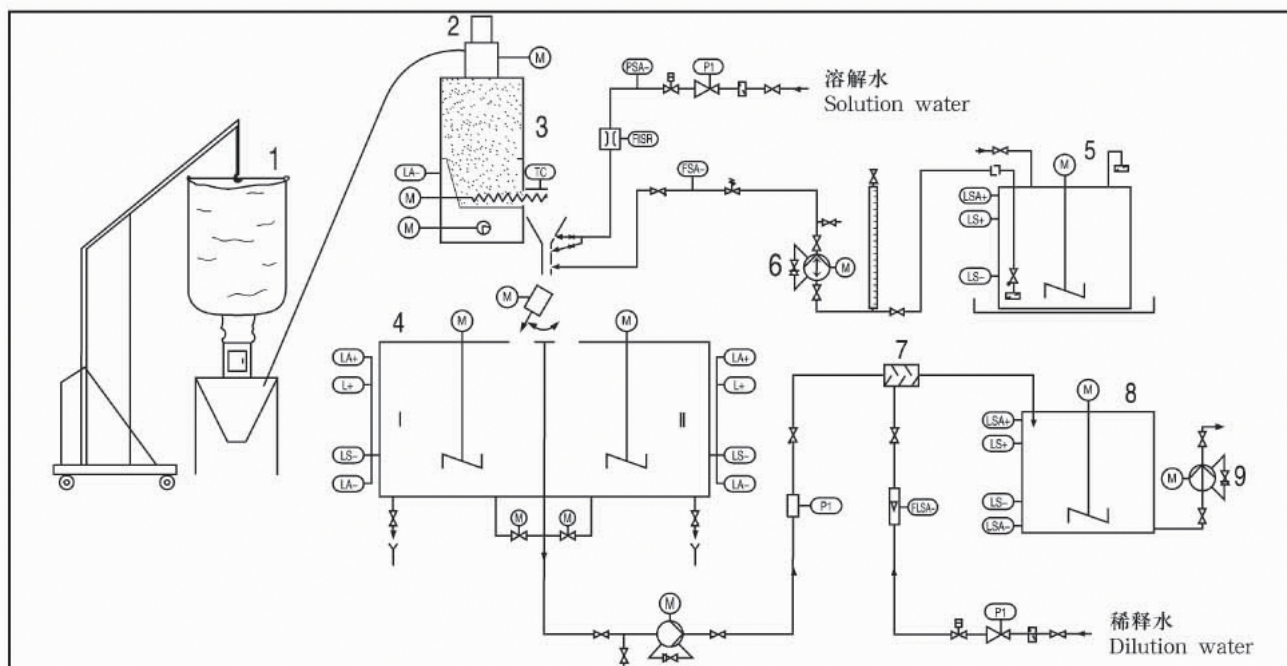 2
M
PSA-
P1
溶解水
Solution water
1
3
FISR
LA-
TC
FSA-
M
5
LSA+
LS+
LS-
M
M
6
M
M
4
M
M
LA+
L+
LS-
LA-
I
II
LA+
L+
LS-
LA-
7
8
M
LSA+
LS+
LS-
LSA-
M
9
M
M
P1
FLSA-
M
P1
稀释水
Dilution water